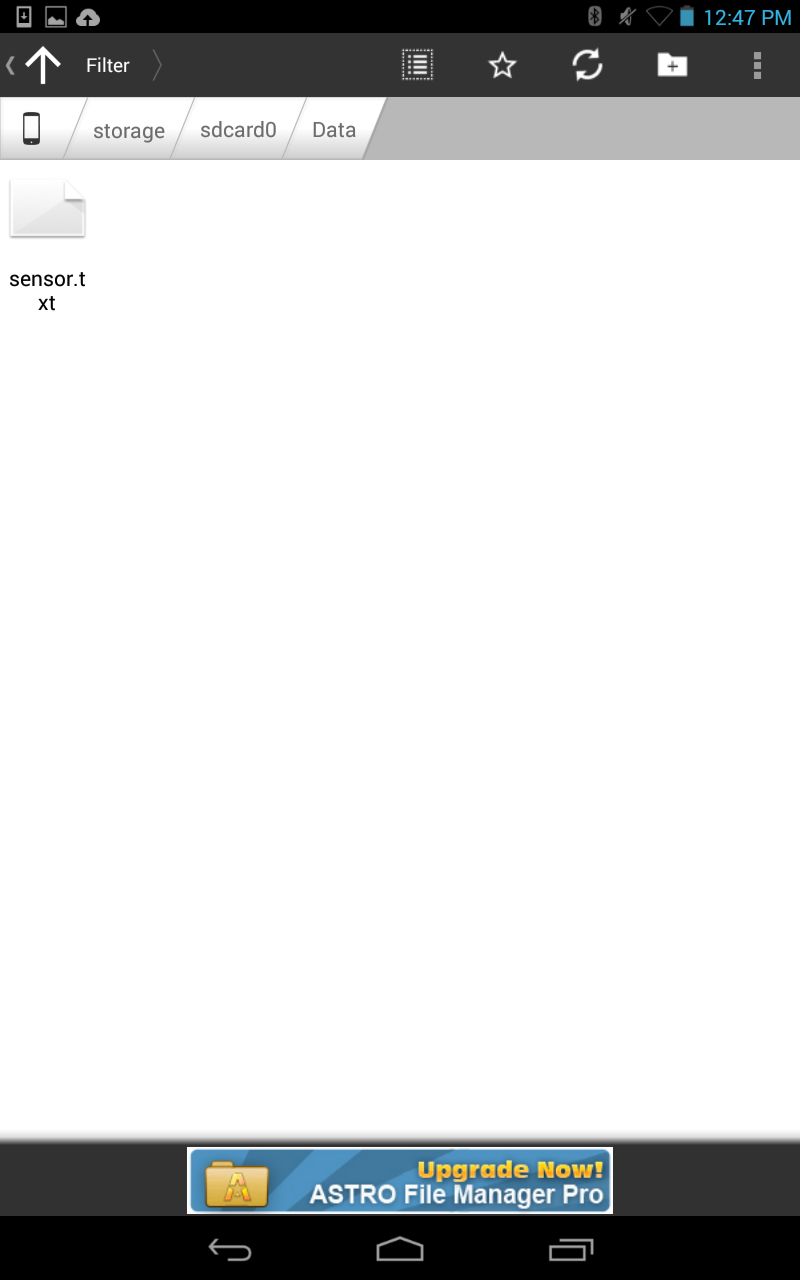 12:47 PM
Filter
storage
sdcard0
Data
sensor.t
xt
Upgrade Now!
ASTRO File Manager Pro